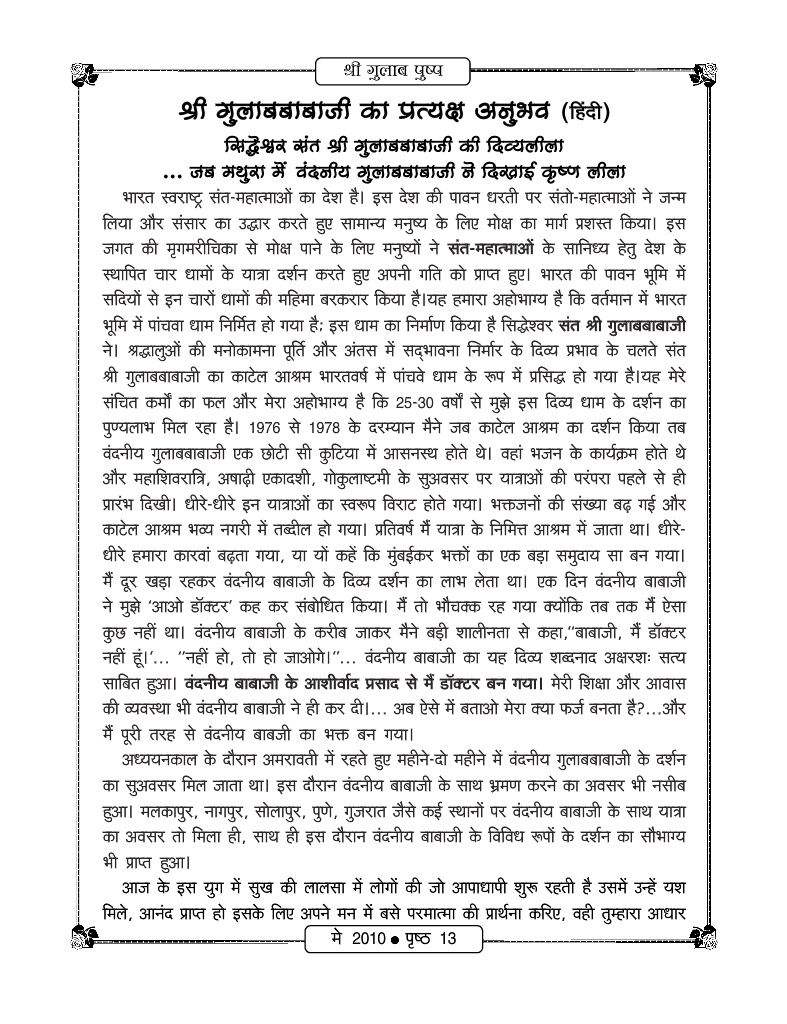 श्री गुलाब पुष्प
श्री गुलाबबाबाजी का प्रत्यक्ष अनुभव (हिंदी)
सिद्धेश्वर संत श्री गुलाबबाबाजी की दिव्यलीला
... जब मथुरा में वंदनीय गुलाबबाबाजी ने दिखाई कृष्ण लीला
भारत स्वराष्ट्र संत-महात्माओं का देश है। इस देश की पावन धरती पर संतो-महात्माओं ने जन्म
लिया और संसार का उद्धार करते हुए सामान्य मनुष्य के लिए मोक्ष का मार्ग प्रशस्त किया। इस
जगत की मृगमरीचिका से मोक्ष पाने के लिए मनुष्यों ने संत-महात्माओं के सानिध्य हेतु देश के
स्थापित चार धामों के यात्रा दर्शन करते हुए अपनी गति को प्राप्त हुए। भारत की पावन भूमि में
सदियों से इन चारों धामों की महिमा बरकरार किया है।यह हमारा अहोभाग्य है कि वर्तमान में भारत
भूमि में पांचवा धाम निर्मित हो गया है; इस धाम का निर्माण किया है सिद्धेश्वर संत श्री गुलाबबाबाजी
ने। श्रद्धालुओं की मनोकामना पूर्ति और अंतस में सद्‌भावना निर्मार के दिव्य प्रभाव के चलते संत
श्री गुलाबबाबाजी का काटेल आश्रम भारतवर्ष में पांचवे धाम के रूप में प्रसिद्ध हो गया है।यह मेरे
संचित कर्मों का फल और मेरा अहोभाग्य है कि 25-30 वर्षों से मुझे इस दिव्य धाम के दर्शन का
पुण्यलाभ मिल रहा है। 1976 से 1978 के दरम्यान मैने जब काटेल आश्रम का दर्शन किया तब
वंदनीय गुलाबबाबाजी एक छोटी सी कुटिया में आसनस्थ होते थे। वहां भजन के कार्यक्रम होते थे
और महाशिवरात्रि, अषाढ़ी एकादशी, गोकुलाष्टमी के सुअवसर पर यात्राओं की परंपरा पहले से ही
प्रारंभ दिखी। धीरे-धीरे इन यात्राओं का स्वरूप विराट होते गया। भक्तजनों की संख्या बढ़ गई और
काटेल आश्रम भव्य नगरी में तब्दील हो गया। प्रतिवर्ष मैं यात्रा के निमित्त आश्रम में जाता था। धीरे-
धीरे हमारा कारवां बढ़ता गया, या यों कहें कि मुंबईकर भक्तों का एक बड़ा समुदाय सा बन गया।
मैं दूर खड़ा रहकर वंदनीय बाबाजी के दिव्य दर्शन का लाभ लेता था। एक दिन वंदनीय बाबाजी
ने मुझे 'आओ डॉक्टर' कह कर संबोधित किया। मैं तो भौचक्क रह गया क्योंकि तब तक मैं ऐसा
कुछ नहीं था। वंदनीय बाबाजी के करीब जाकर मैने बड़ी शालीनता से कहा,"बाबाजी, मैं डॉक्टर
नहीं हूं।'... "नहीं हो, तो हो जाओगे।"... वंदनीय बाबाजी का यह दिव्य शब्दनाद अक्षरशः सत्य
साबित हुआ। वंदनीय बाबाजी के आशीर्वाद प्रसाद से मैं डॉक्टर बन गया। मेरी शिक्षा और आवास
की व्यवस्था भी वंदनीय बाबाजी ने ही कर दी।... अब ऐसे में बताओ मेरा क्या फर्ज बनता है?...और
मैं पूरी तरह से वंदनीय बाबजी का भक्त बन गया।
अध्ययनकाल के दौरान अमरावती में रहते हुए महीने-दो महीने में वंदनीय गुलाबबाबाजी के दर्शन
का सुअवसर मिल जाता था। इस दौरान वंदनीय बाबाजी के साथ भ्रमण करने का अवसर भी नसीब
हुआ। मलकापुर, नागपुर, सोलापुर, पुणे, गुजरात जैसे कई स्थानों पर वंदनीय बाबाजी के साथ यात्रा
का अवसर तो मिला ही, साथ ही इस दौरान वंदनीय बाबाजी के विविध रूपों के दर्शन का सौभाग्य
भी प्राप्त हुआ।
आज के इस युग में सुख की लालसा में लोगों की जो आपाधापी शुरू रहती है उसमें उन्हें यश
मिले, आनंद प्राप्त हो इसके लिए अपने मन में बसे परमात्मा की प्रार्थना करिए, वही तुम्हारा आधार
मे 2010 ● पृष्ठ 13